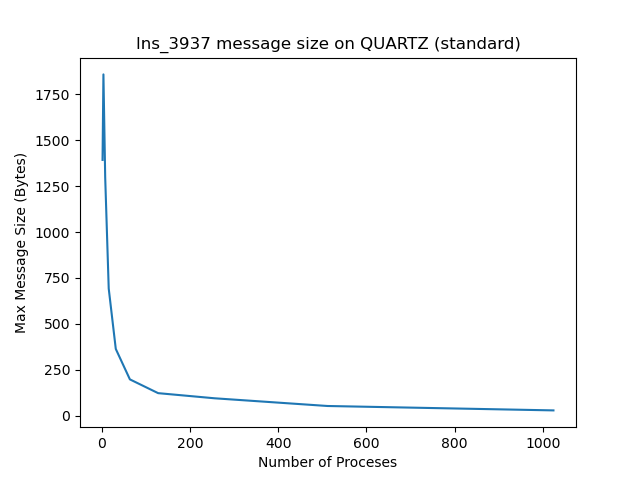 lns_3937 message size on QUARTZ (standard)
Max Message Size (Bytes)
1750
1500
1250
1000
750
500
250
0
0 200 400 600 800 1000
Number of Proceses